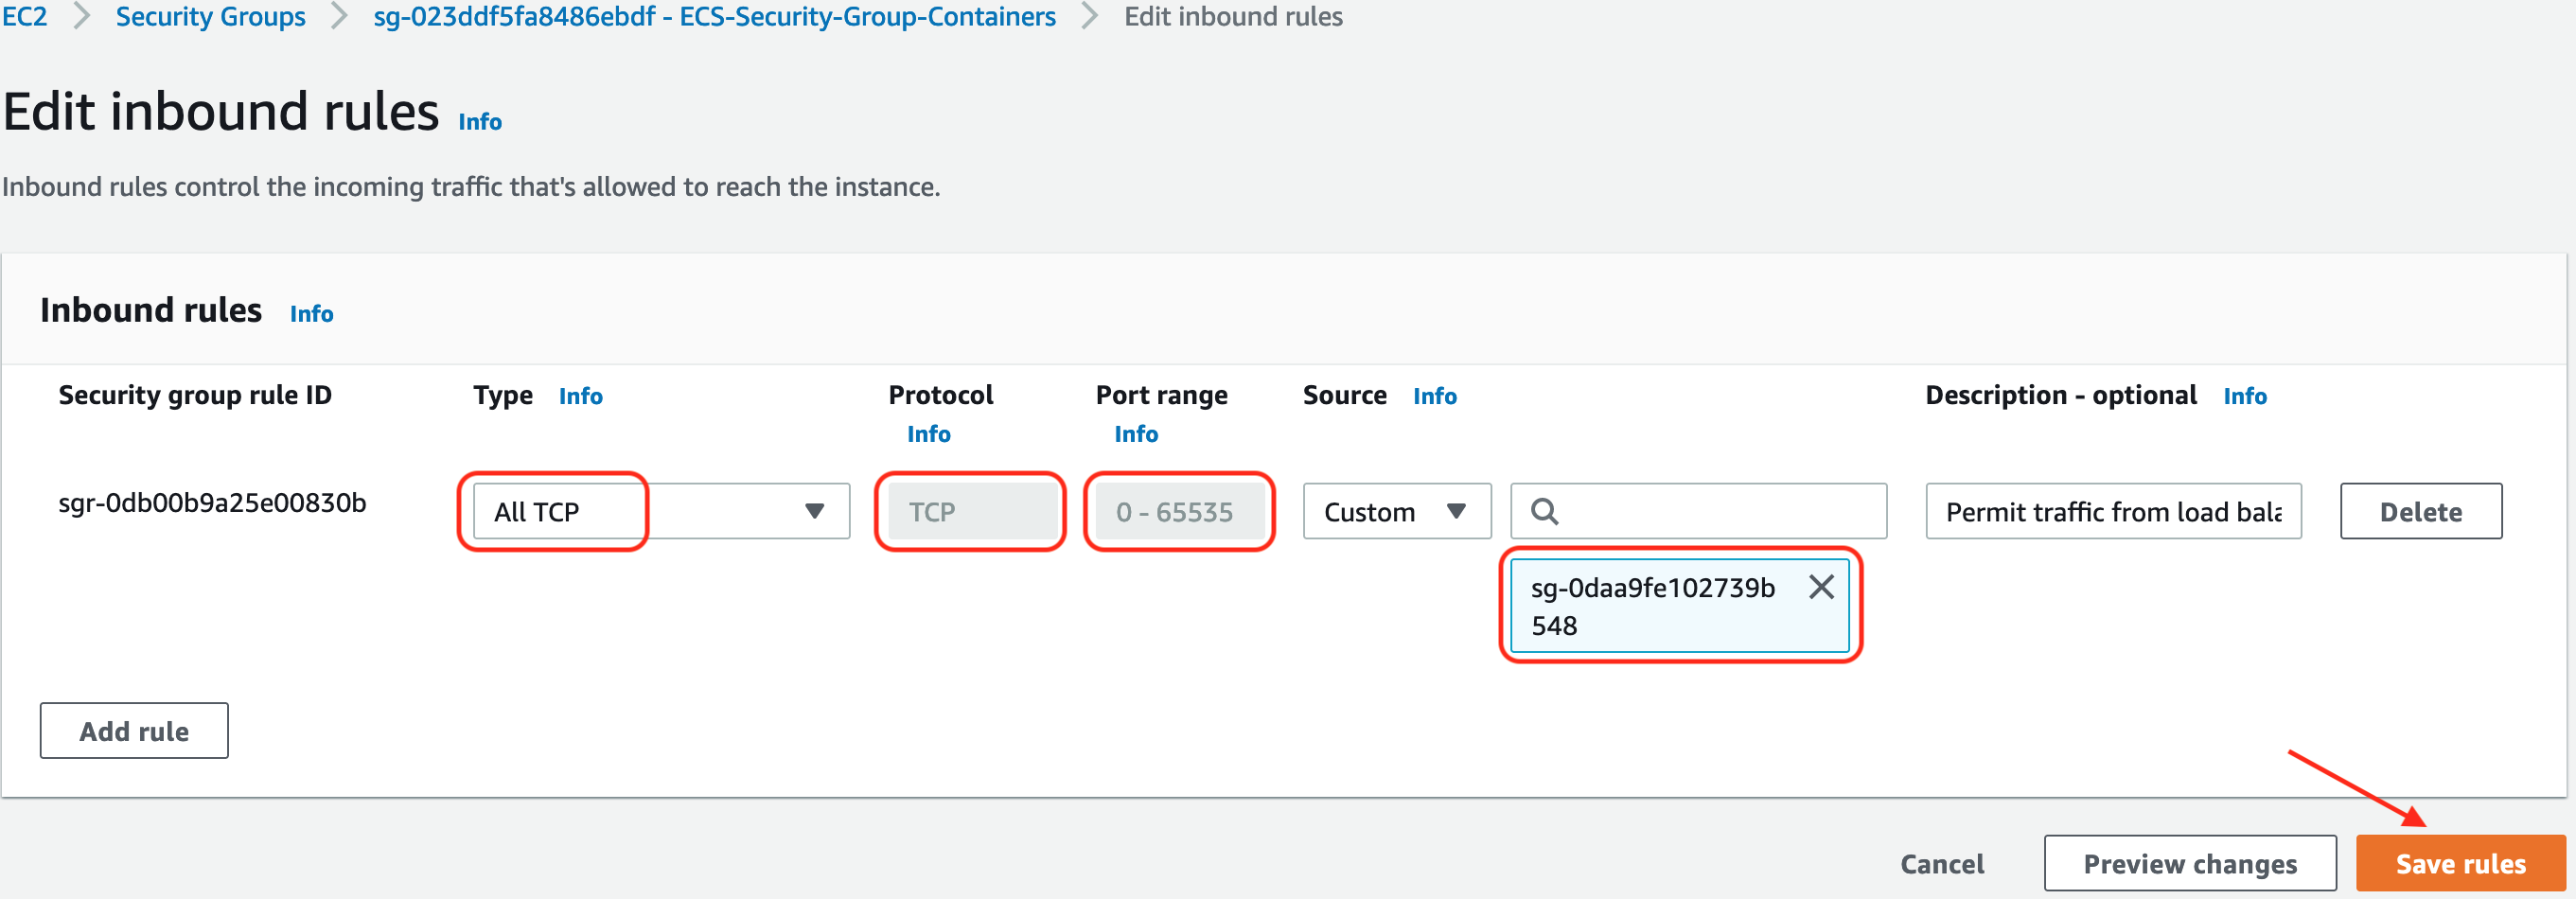 EC2 > Security Groups > sg-023ddf5fa8486ebdf - ECS-Security-Group-Containers > Edit inbound rules
Edit inbound rules Info
Inbound rules control the incoming traffic that's allowed to reach the instance.
Inbound rules Info
Security group rule ID Type Info Protocol Info Port range Info Source Info Description - optional Info
sgr-0db00b9a25e00830b All TCP TCP 0 - 65535 Custom Permit traffic from load bala Delete
sg-0daa9fe102739b
548
Add rule
Cancel Preview changes Save rules